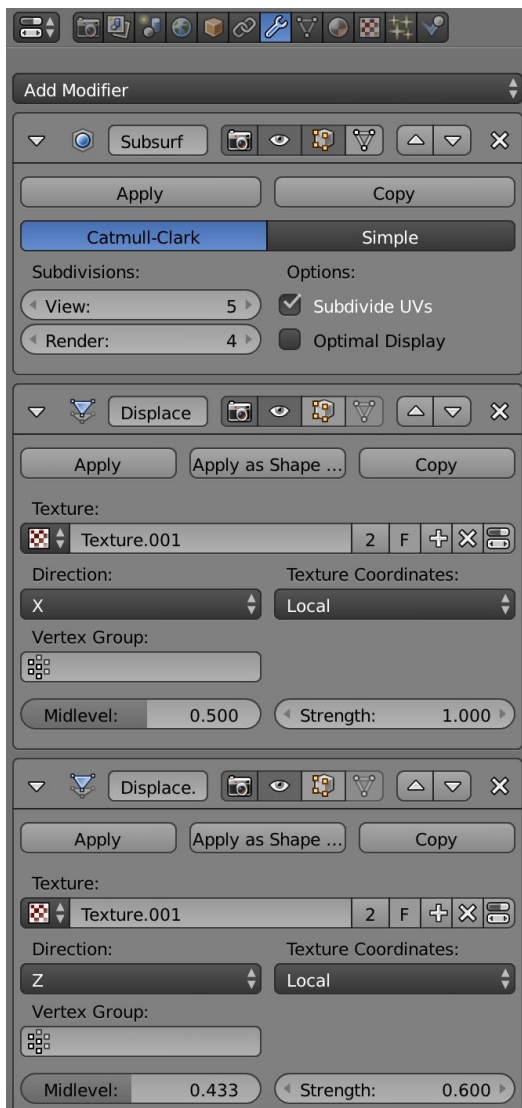 Add Modifier
Subsurf
Apply Copy
Catmull-Clark Simple
Subdivisions: Options:
View: 5 Subdivide UVs
Render: 4 Optimal Display
Displace
Apply Apply as Shape ... Copy
Texture:
Texture.001 2 F
Direction: Texture Coordinates:
X Local
Vertex Group:
Midlevel: 0.500 Strength: 1.000
Displace.
Apply Apply as Shape ... Copy
Texture:
Texture.001 2 F
Direction: Texture Coordinates:
Z Local
Vertex Group:
Midlevel: 0.433 Strength: 0.600